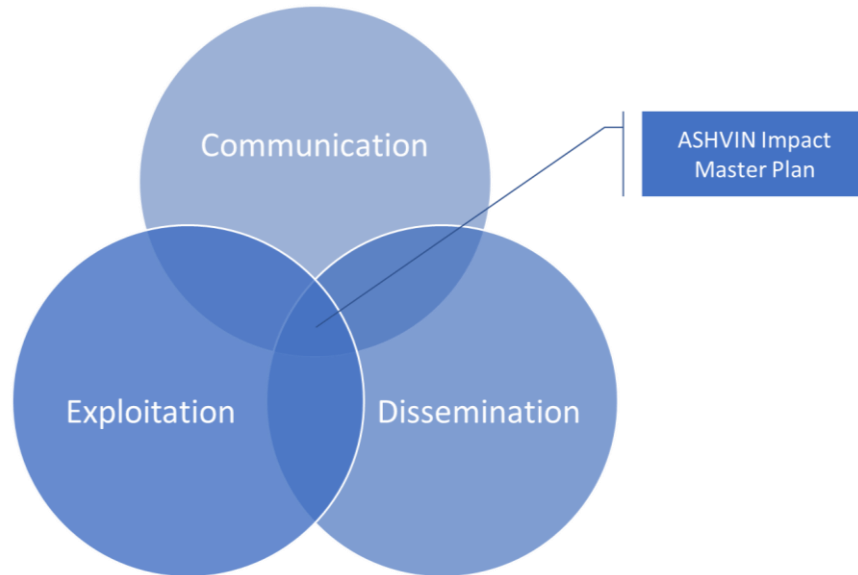 Communication
ASHVIN Impact
Master Plan
Exploitation
Dissemination